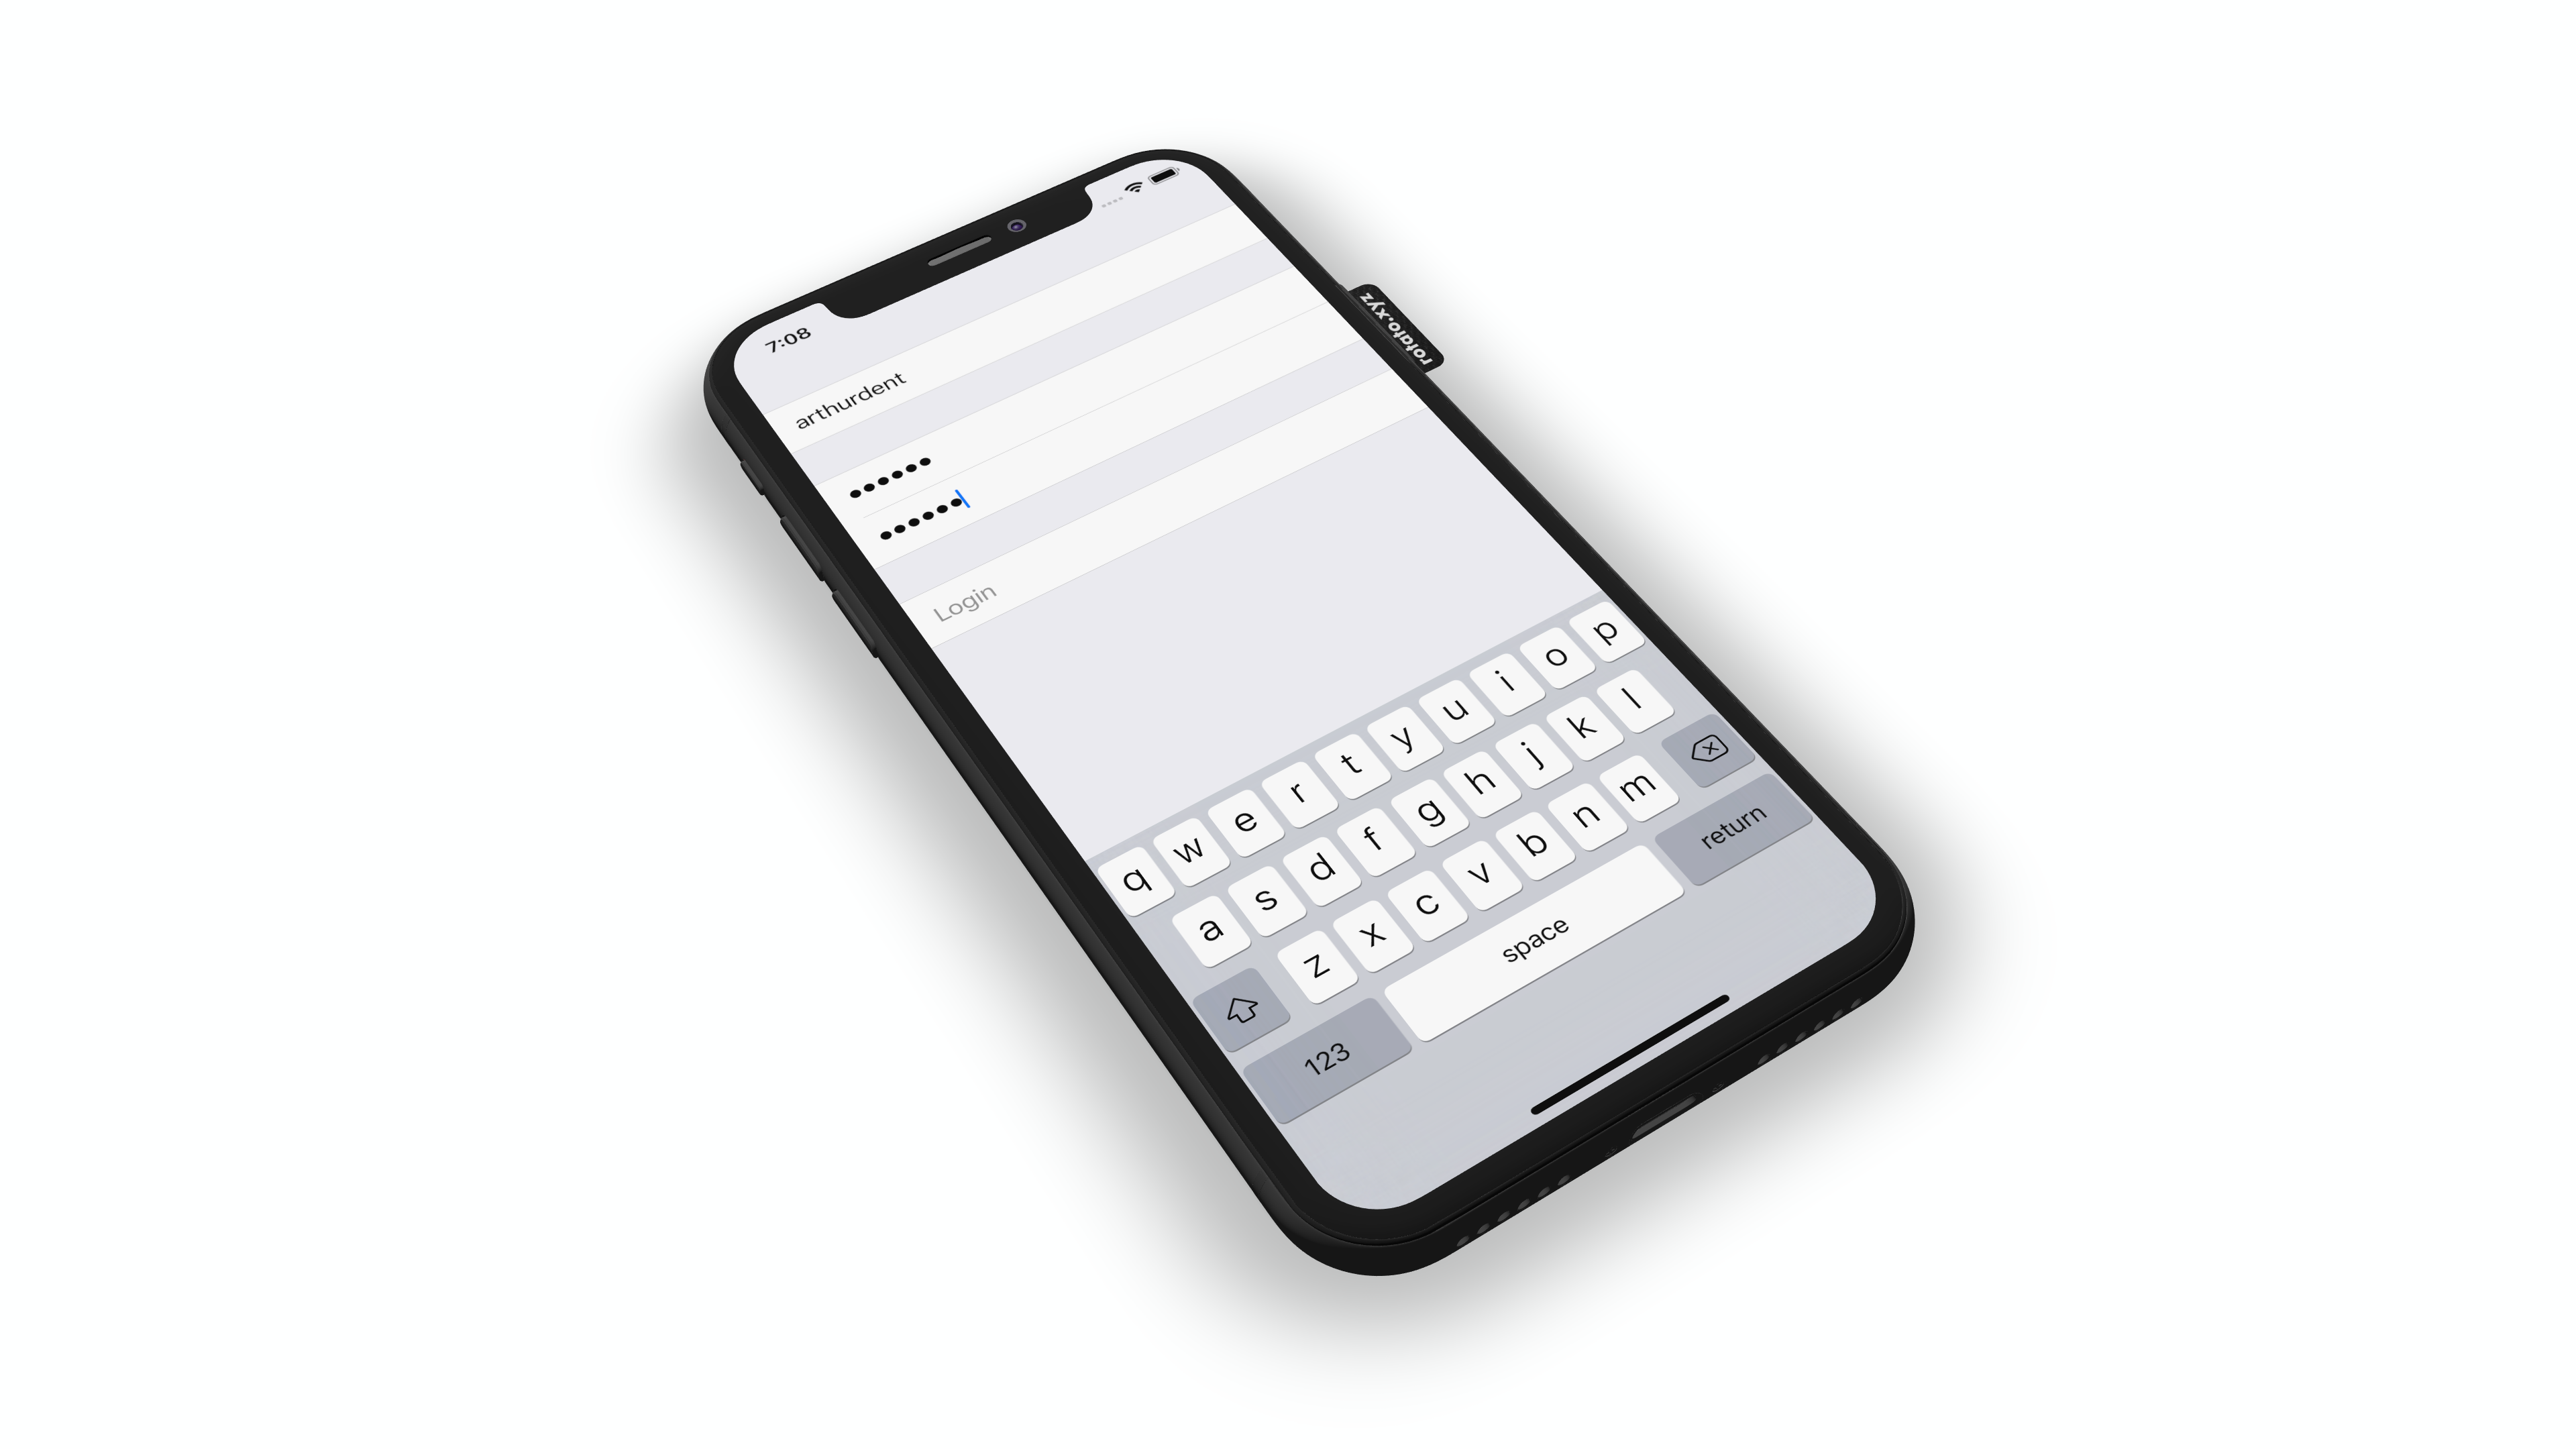 7:08
rotato.xyz
arthurdent
••••••
••••••
Login
q w e r t y u i o p
a s d f g h j k l
z x c v b n m
123 space return